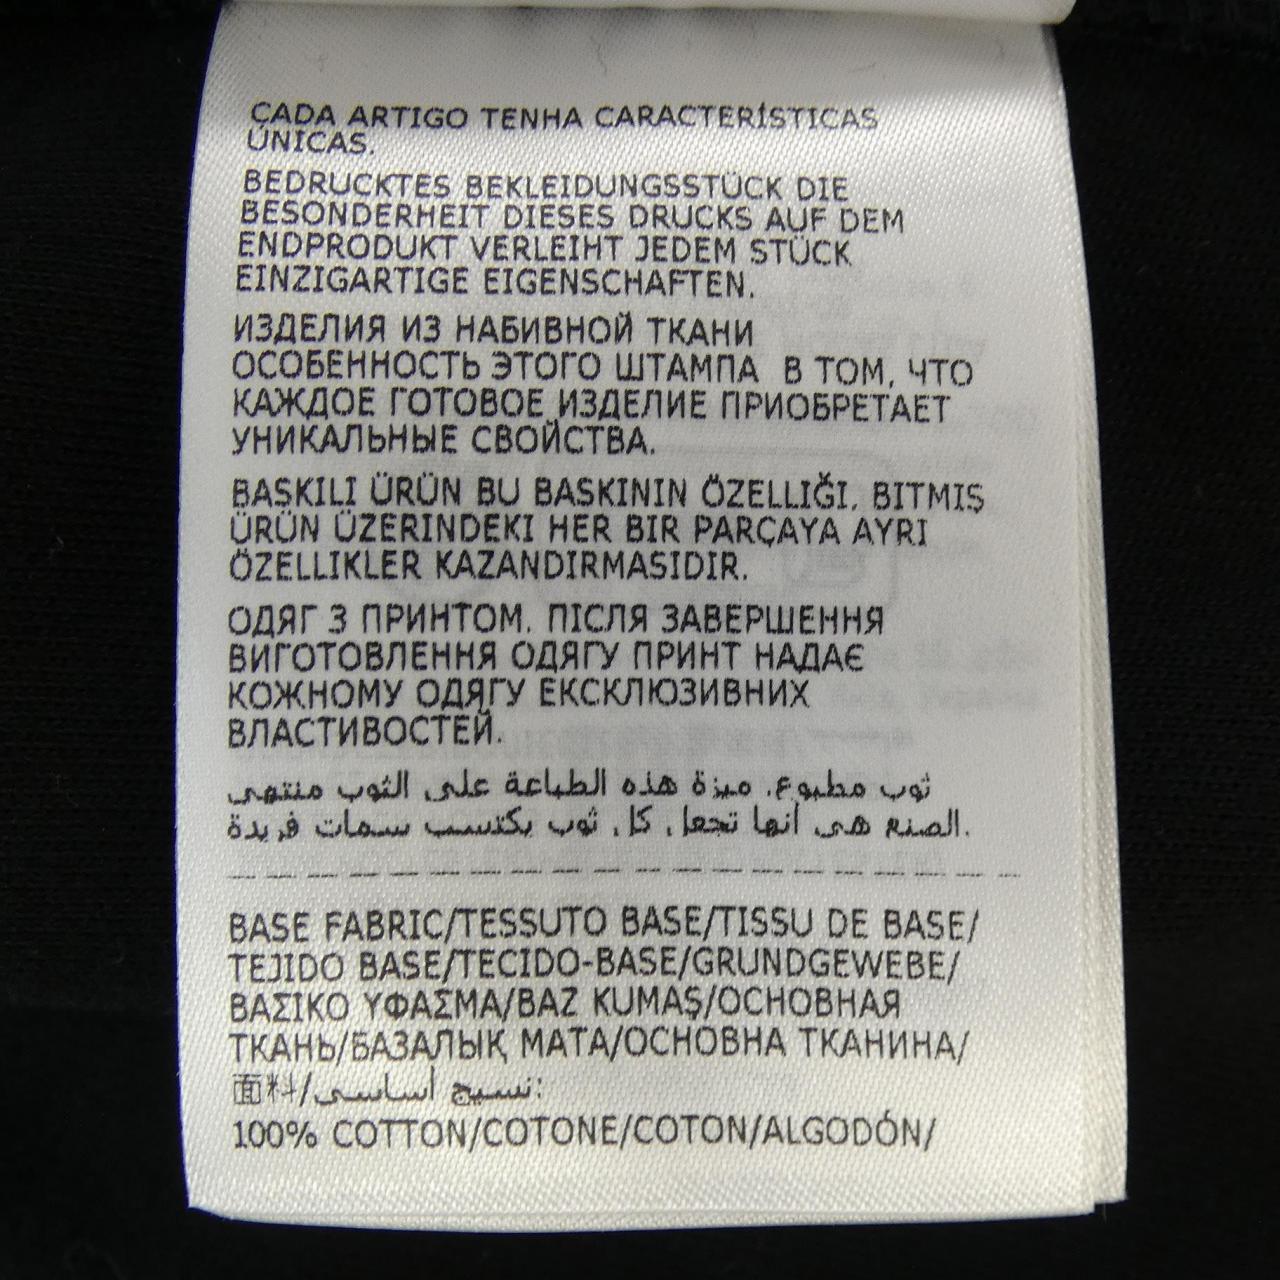 CADA ARTIGO TENHA CARACTERÍSTICAS
ÚNICAS.
BEDRUCKTES BEKLEIDUNGSSTÜCK DIE
BESONDERHEIT DIESES DRUCKS AUF DEM
ENDPRODUKT VERLEIHT JEDEM STÜCK
EINZIGARTIGE EIGENSCHAFTEN.
ИЗДЕЛИЯ ИЗ НАБИВНОЙ ТКАНИ
ОСОБЕННОСТЬ ЭТОГО ШТАМПА В ТОМ, ЧТО
КАЖДОЕ ГОТОВОЕ ИЗДЕЛИЕ ПРИОБРЕТАЕТ
УНИКАЛЬНЫЕ СВОЙСТВА.
BASKILI ÜRÜN BU BASKININ ÖZELLIĞI, BITMIŞ
ÜRÜN ÜZERINDEKI HER BIR PARÇAYA AYRI
ÖZELLIKLER KAZANDIRMASIDIR.
ОДЯГ З ПРИНТОМ. ПІСЛЯ ЗАВЕРШЕННЯ
ВИГОТОВЛЕННЯ ОДЯГУ ПРИНТ НАДАЄ
КОЖНОМУ ОДЯГУ ЕКСКЛЮЗИВНИХ
ВЛАСТИВОСТЕЙ.
ثوب مطبوع. ميزة هذه الطباعة على الثوب منتهى
الصنع هى أنها تجعل كل ثوب يكتسب سمات فريدة.
BASE FABRIC/TESSUTO BASE/TISSU DE BASE/
TEJIDO BASE/TECIDO-BASE/GRUNDGEWEBE/
ΒΑΣΙΚΟ ΥΦΑΣΜΑ/BAZ KUMAŞ/ОСНОВНАЯ
ТКАНЬ/БАЗАЛЫҚ МАТА/ОСНОВНА ТКАНИНА/
面料/نسيج أساسى:
100% COTTON/COTONE/COTON/ALGODÓN/